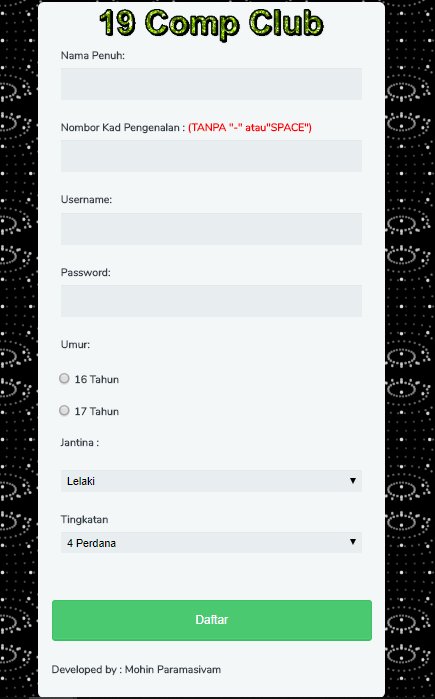 19 Comp Club
Nama Penuh:
Nombor Kad Pengenalan : (TANPA "-" atau"SPACE")
Username:
Password:
Umur:
16 Tahun
17 Tahun
Jantina :
Lelaki
Tingkatan
4 Perdana
Daftar
Developed by : Mohin Paramasivam